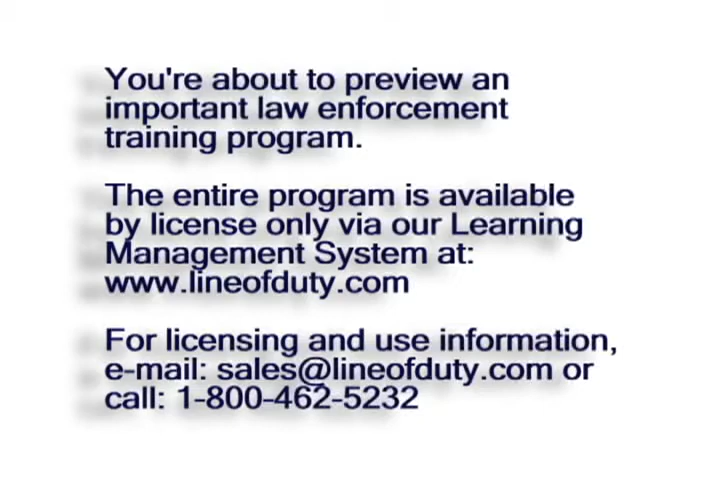 You're about to preview an
important law enforcement
training program.
The entire program is available
by license only via our Learning
Management System at:
www.lineofduty.com
For licensing and use information,
e-mail: sales@lineofduty.com or
call: 1-800-462-5232